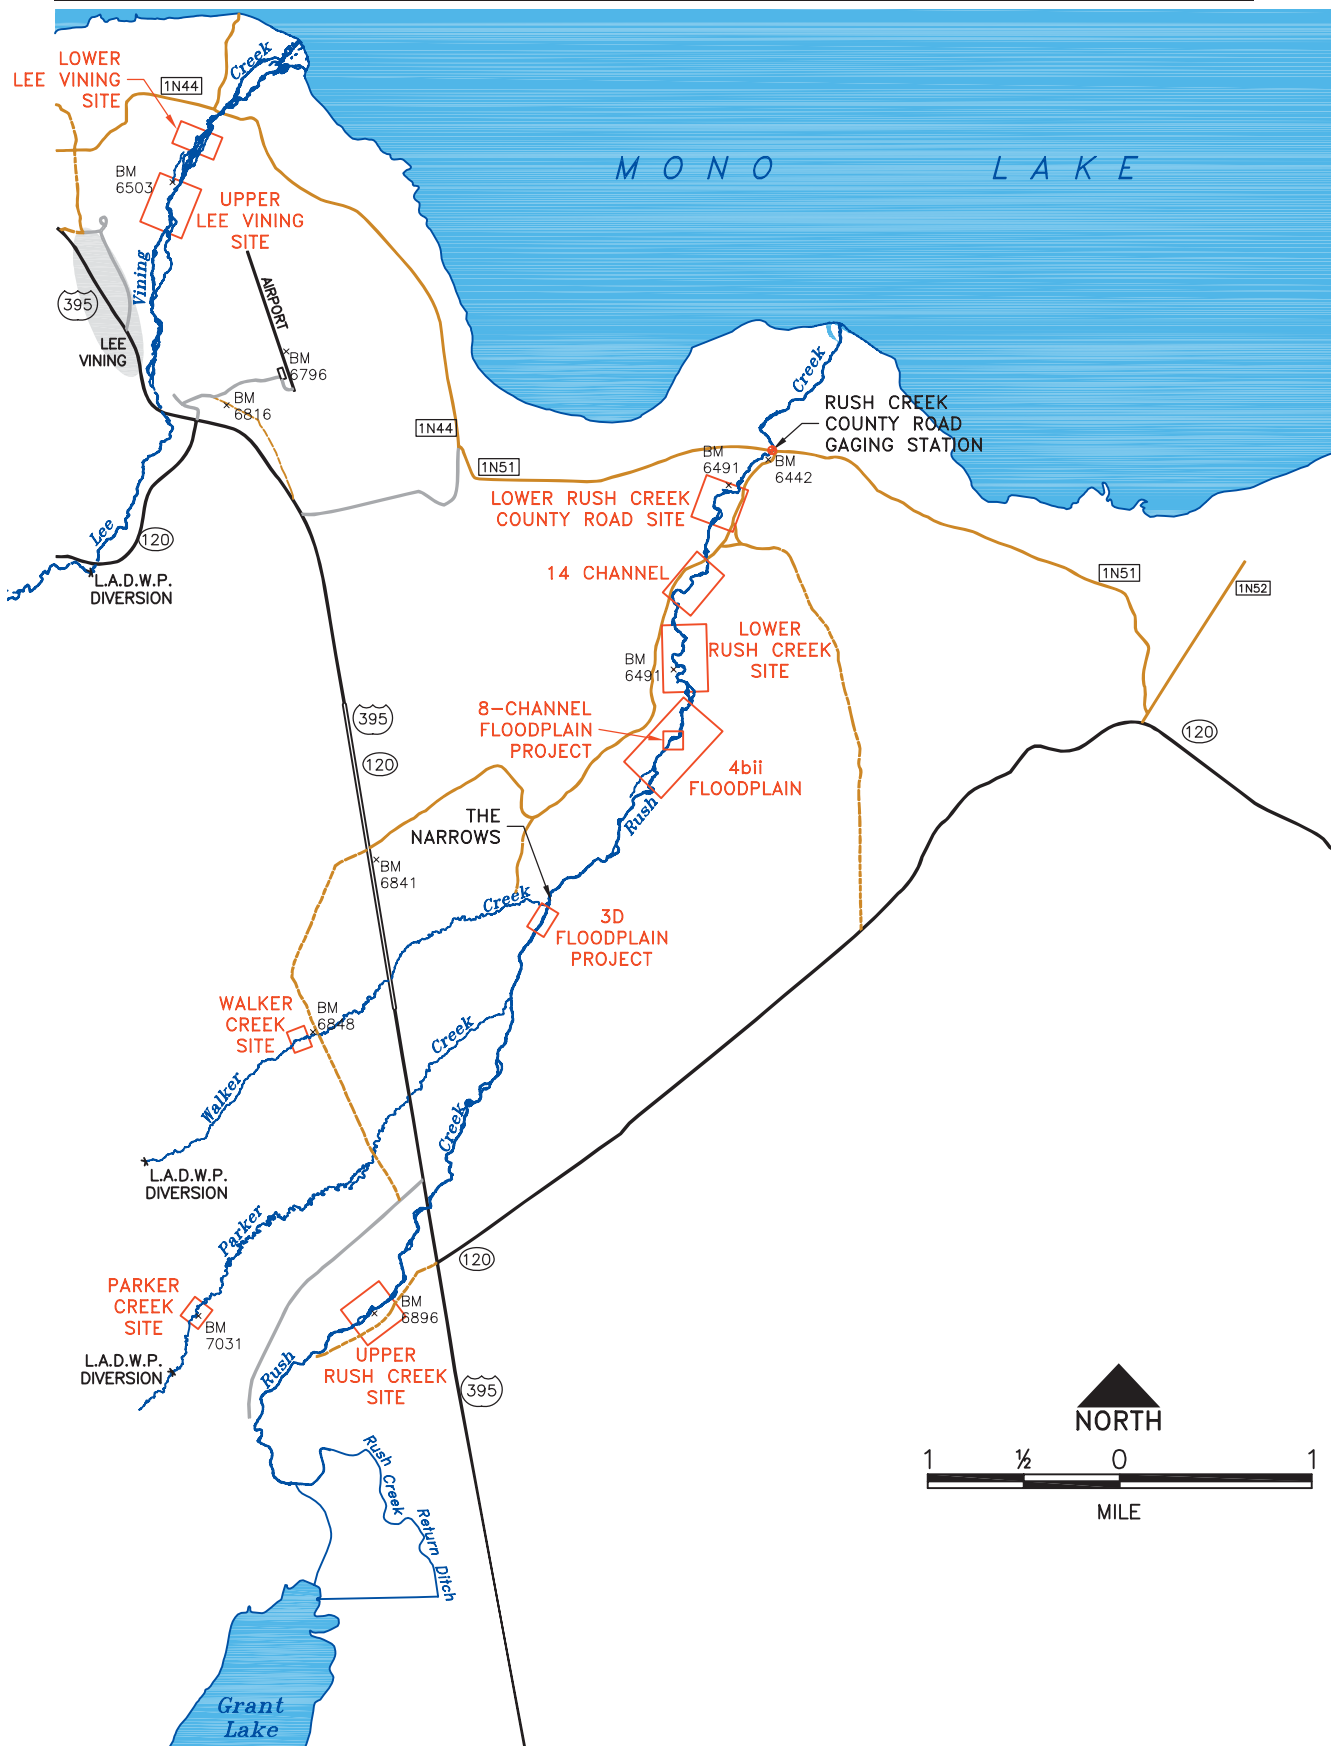 LOWER
LEE VINING
SITE
1N44
Creek
BM
6503
UPPER
LEE VINING
SITE
MONO LAKE
Vining
395
AIRPORT
LEE
VINING
BM
6796
BM
6816
Creek
RUSH CREEK
COUNTY ROAD
GAGING STATION
1N44
1N51
BM
6491
BM
6442
LOWER RUSH CREEK
COUNTY ROAD SITE
Lee
120
L.A.D.W.P.
DIVERSION
14 CHANNEL
1N51
1N52
LOWER
RUSH CREEK
SITE
BM
6491
8-CHANNEL
FLOODPLAIN
PROJECT
395
120
120
4bii
FLOODPLAIN
Rush
THE
NARROWS
BM
6841
Creek
3D
FLOODPLAIN
PROJECT
WALKER
CREEK
SITE
BM
6848
Creek
Walker
Creek
L.A.D.W.P.
DIVERSION
Parker
120
PARKER
CREEK
SITE
BM
7031
BM
6896
L.A.D.W.P.
DIVERSION
Rush
UPPER
RUSH CREEK
SITE
395
NORTH
1 ½ 0 1
MILE
Rush Creek Return Ditch
Grant
Lake